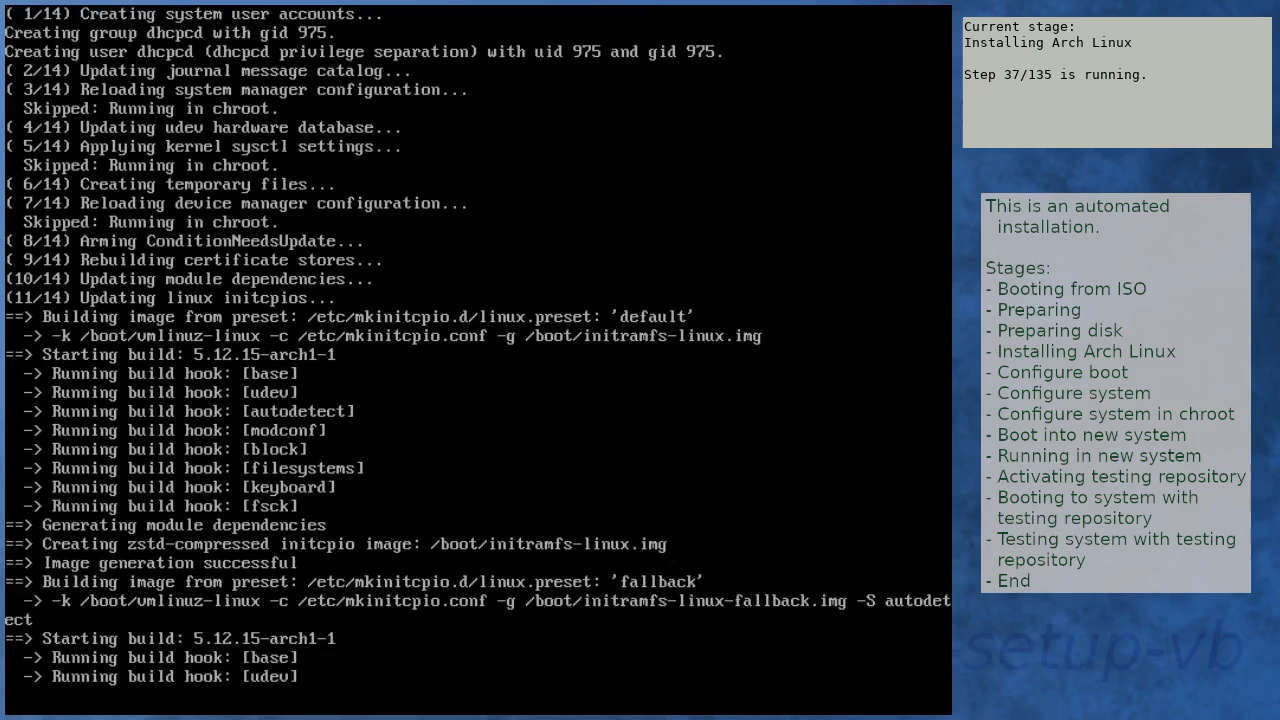 ( 1/14) Creating system user accounts...
Creating group dhcpcd with gid 975.
Creating user dhcpcd (dhcpcd privilege separation) with uid 975 and gid 975.
( 2/14) Updating journal message catalog...
( 3/14) Reloading system manager configuration...
  Skipped: Running in chroot.
( 4/14) Updating udev hardware database...
( 5/14) Applying kernel sysctl settings...
  Skipped: Running in chroot.
( 6/14) Creating temporary files...
( 7/14) Reloading device manager configuration...
  Skipped: Running in chroot.
( 8/14) Arming ConditionNeedsUpdate...
( 9/14) Rebuilding certificate stores...
(10/14) Updating module dependencies...
(11/14) Updating linux initcpios...
==> Building image from preset: /etc/mkinitcpio.d/linux.preset: 'default'
  -> -k /boot/vmlinuz-linux -c /etc/mkinitcpio.conf -g /boot/initramfs-linux.img
==> Starting build: 5.12.15-arch1-1
  -> Running build hook: [base]
  -> Running build hook: [udev]
  -> Running build hook: [autodetect]
  -> Running build hook: [modconf]
  -> Running build hook: [block]
  -> Running build hook: [filesystems]
  -> Running build hook: [keyboard]
  -> Running build hook: [fsck]
==> Generating module dependencies
==> Creating zstd-compressed initcpio image: /boot/initramfs-linux.img
==> Image generation successful
==> Building image from preset: /etc/mkinitcpio.d/linux.preset: 'fallback'
  -> -k /boot/vmlinuz-linux -c /etc/mkinitcpio.conf -g /boot/initramfs-linux-fallback.img -S autodet
ect
==> Starting build: 5.12.15-arch1-1
  -> Running build hook: [base]
  -> Running build hook: [udev]
Current stage:
Installing Arch Linux
Step 37/135 is running.
This is an automated
installation.
Stages:
- Booting from ISO
- Preparing
- Preparing disk
- Installing Arch Linux
- Configure boot
- Configure system
- Configure system in chroot
- Boot into new system
- Running in new system
- Activating testing repository
- Booting to system with
testing repository
- Testing system with testing
repository
- End
-setup-vb